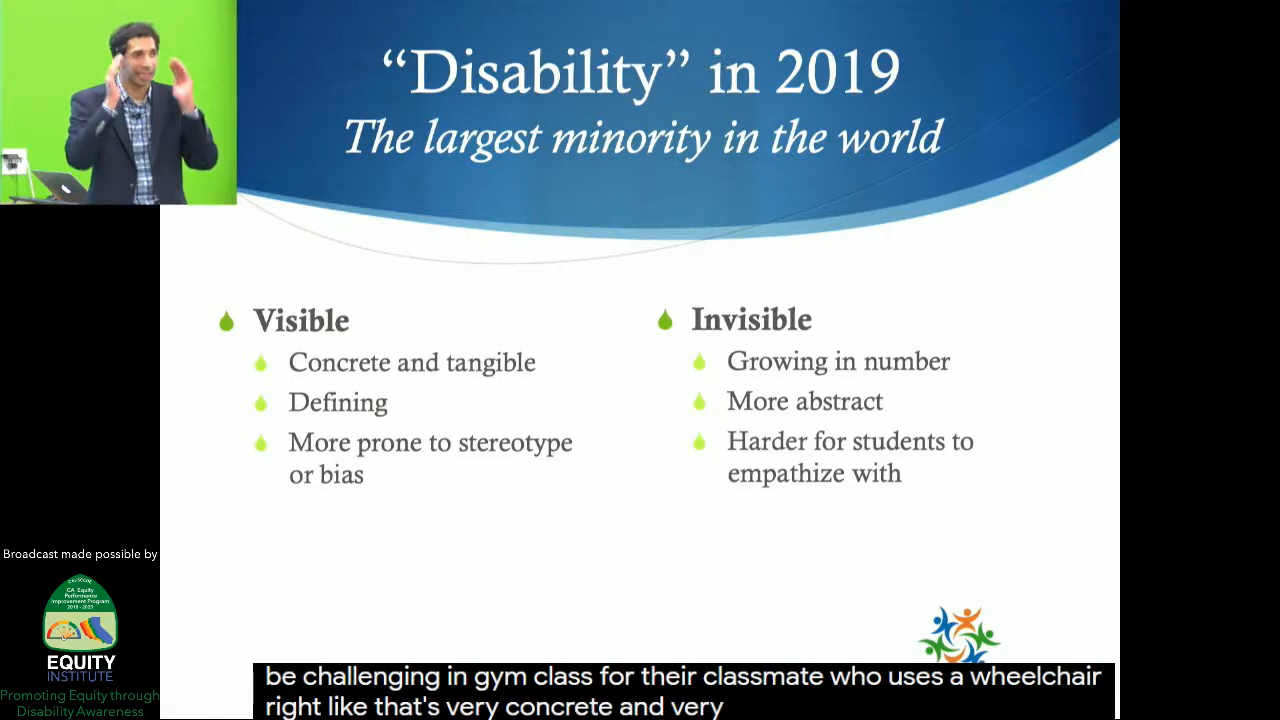 “Disability” in 2019
The largest minority in the world
Visible
Concrete and tangible
Defining
More prone to stereotype
or bias
Invisible
Growing in number
More abstract
Harder for students to
empathize with
Broadcast made possible by
CA Equity
Performance
Improvement Program
2018 - 2020
EQUITY
INSTITUTE
Promoting Equity through
Disability Awareness
be challenging in gym class for their classmate who uses a wheelchair
right like that's very concrete and very